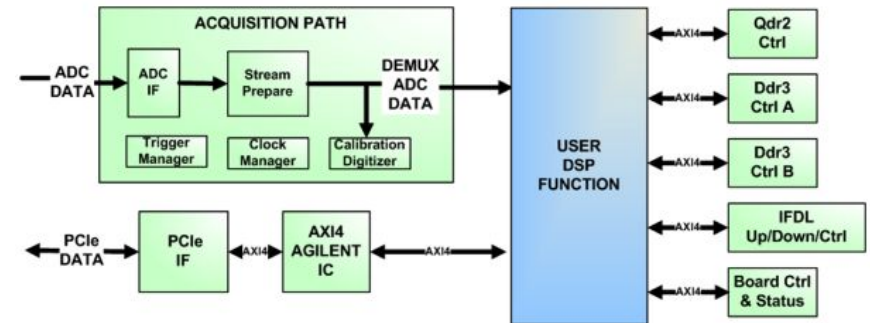 ACQUISITION PATH
ADC
DATA
ADC
IF
Stream
Prepare
DEMUX
ADC
DATA
Trigger
Manager
Clock
Manager
Calibration
Digitizer
PCIe
DATA
PCIe
IF
AXI4
AXI4
AGILENT
IC
AXI4
USER
DSP
FUNCTION
AXI4
Qdr2
Ctrl
AXI4
Ddr3
Ctrl A
AXI4
Ddr3
Ctrl B
AXI4
IFDL
Up/Down/Ctrl
AXI4
Board Ctrl
& Status